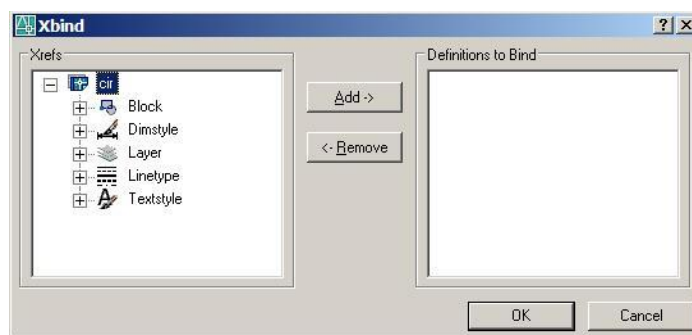 Xbind
Xrefs
cir
Block
Dimstyle
Layer
Linetype
Textstyle
Add ->
<- Remove
Definitions to Bind
OK
Cancel